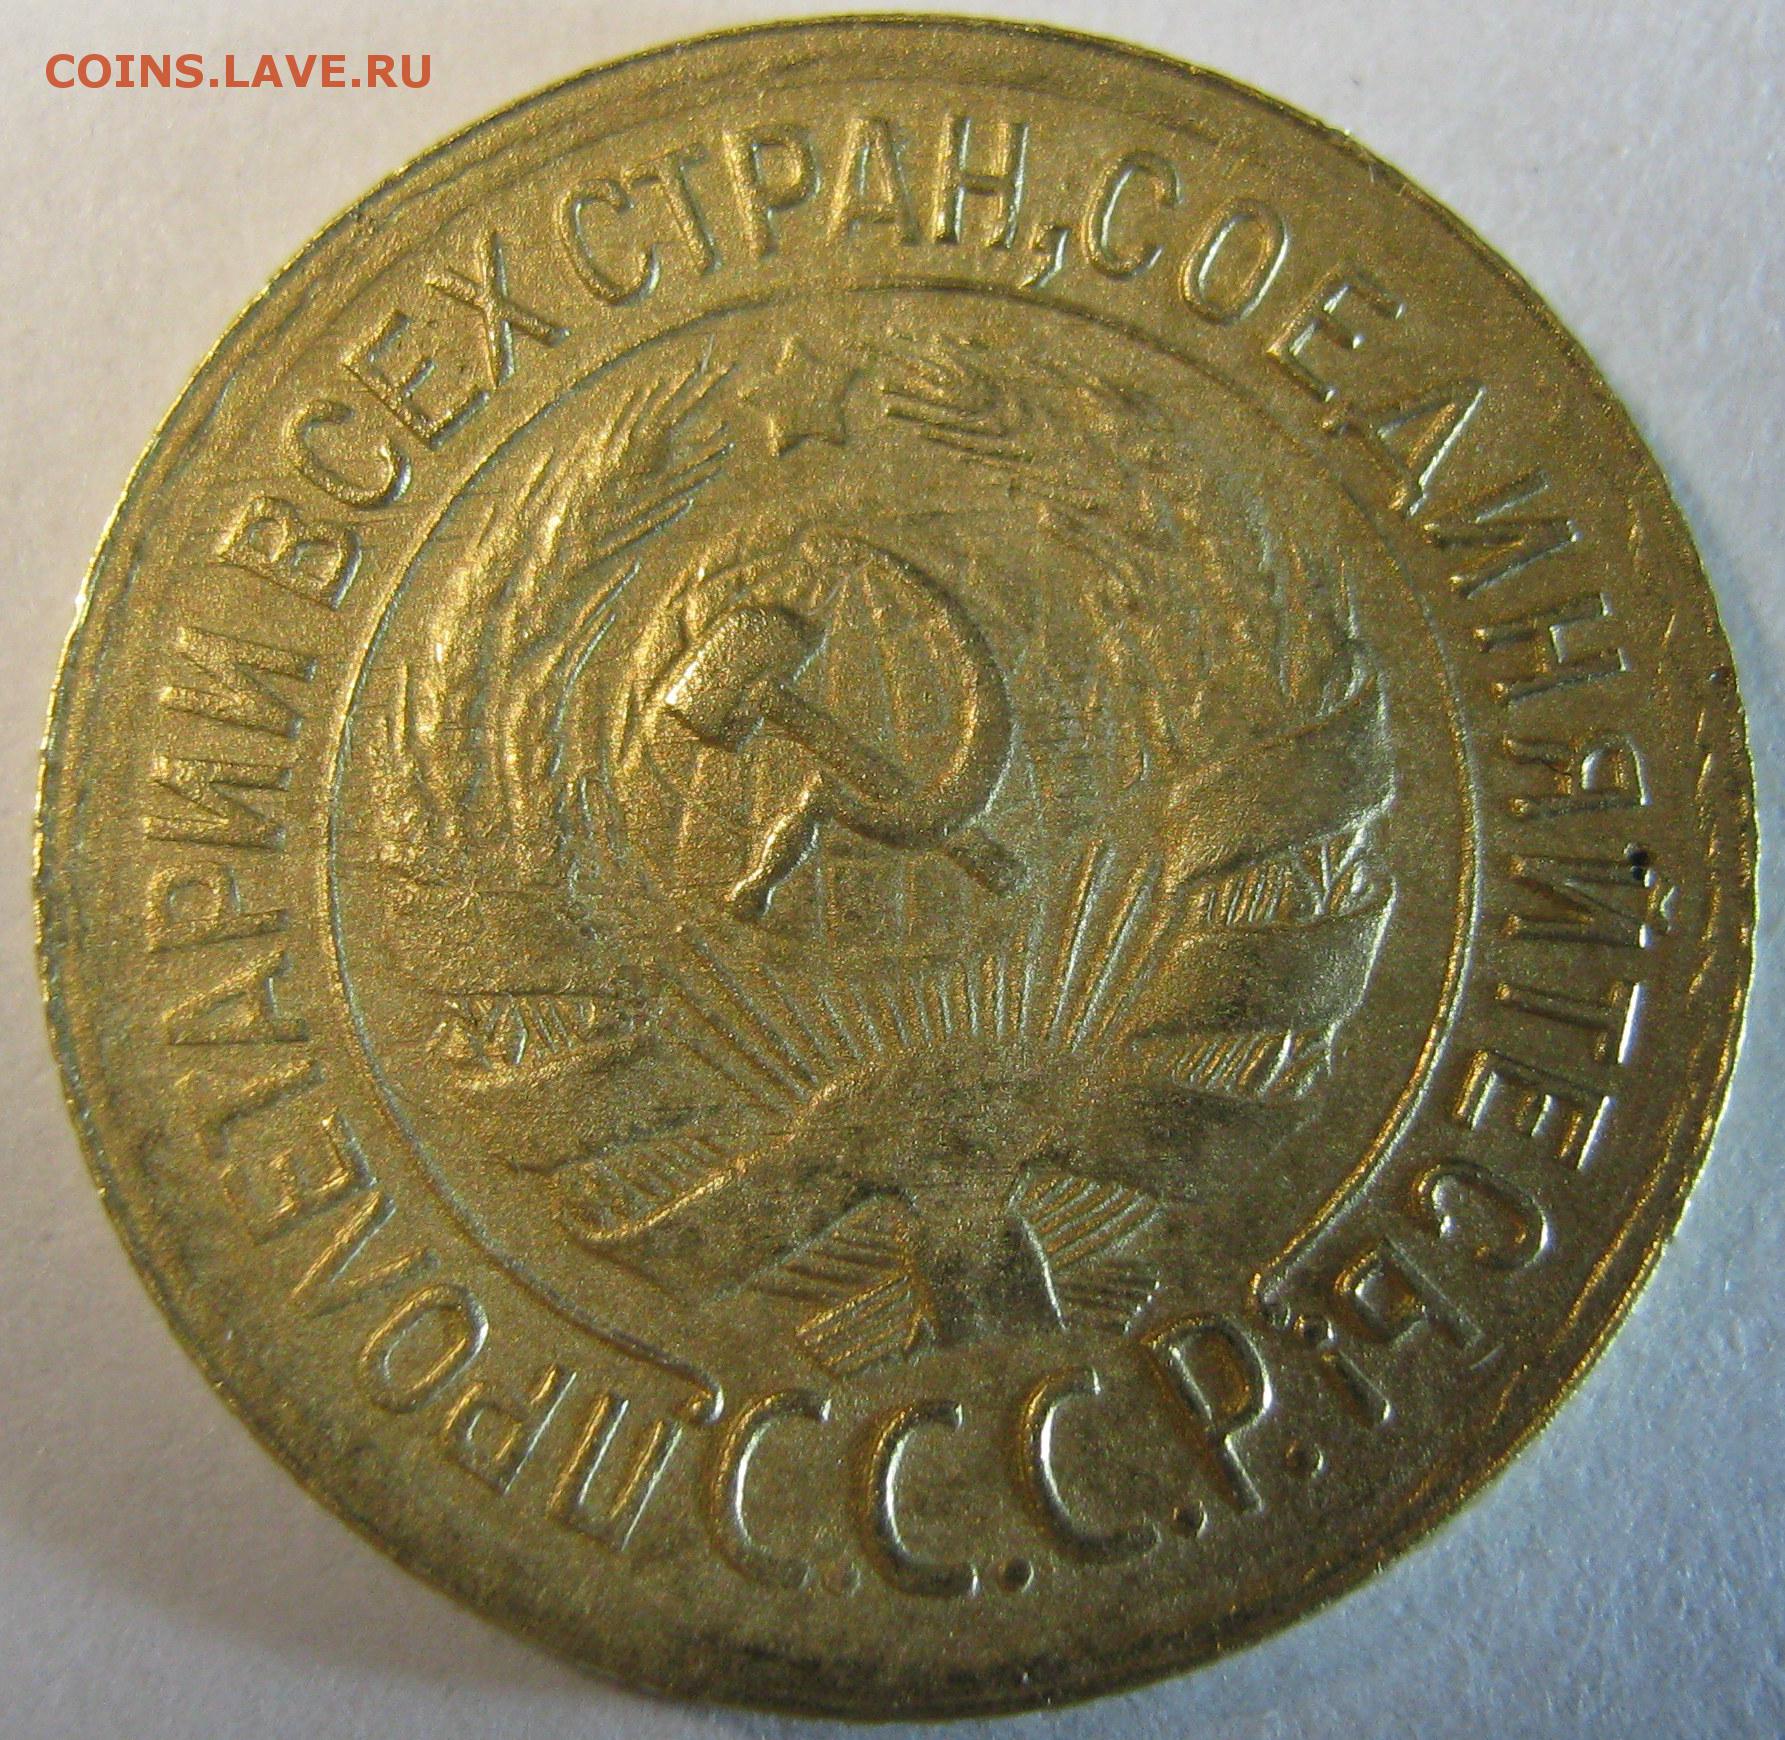 COINS.LAVE.RU
ПРОЛЕТАРИИ ВСЕХ СТРАН, СОЕДИНЯЙТЕСЬ!
С.С.С.Р.